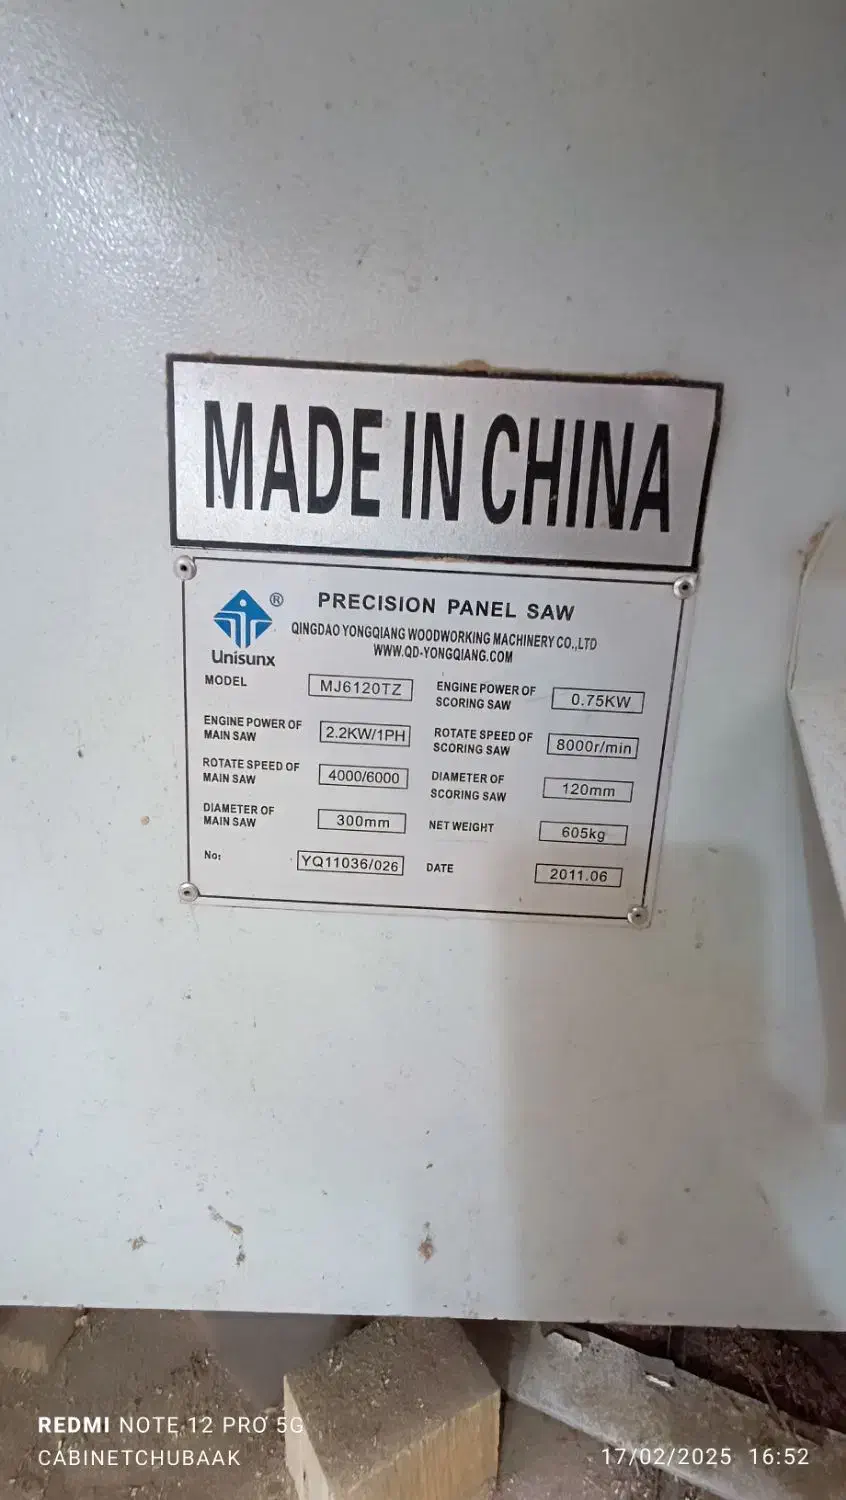 MADE IN CHINA
®
PRECISION PANEL SAW
QINGDAO YONGQIANG WOODWORKING MACHINERY CO.,LTD
WWW.QD-YONGQIANG.COM
Unisunx
MODEL MJ6120TZ
ENGINE POWER OF SCORING SAW 0.75KW
ENGINE POWER OF MAIN SAW 2.2KW/1PH
ROTATE SPEED OF SCORING SAW 8000r/min
ROTATE SPEED OF MAIN SAW 4000/6000
DIAMETER OF SCORING SAW 120mm
DIAMETER OF MAIN SAW 300mm
NET WEIGHT 605kg
No: YQ11036/026
DATE 2011.06
REDMI NOTE 12 PRO 5G
CABINETCHUBAAK
17/02/2025 16:52